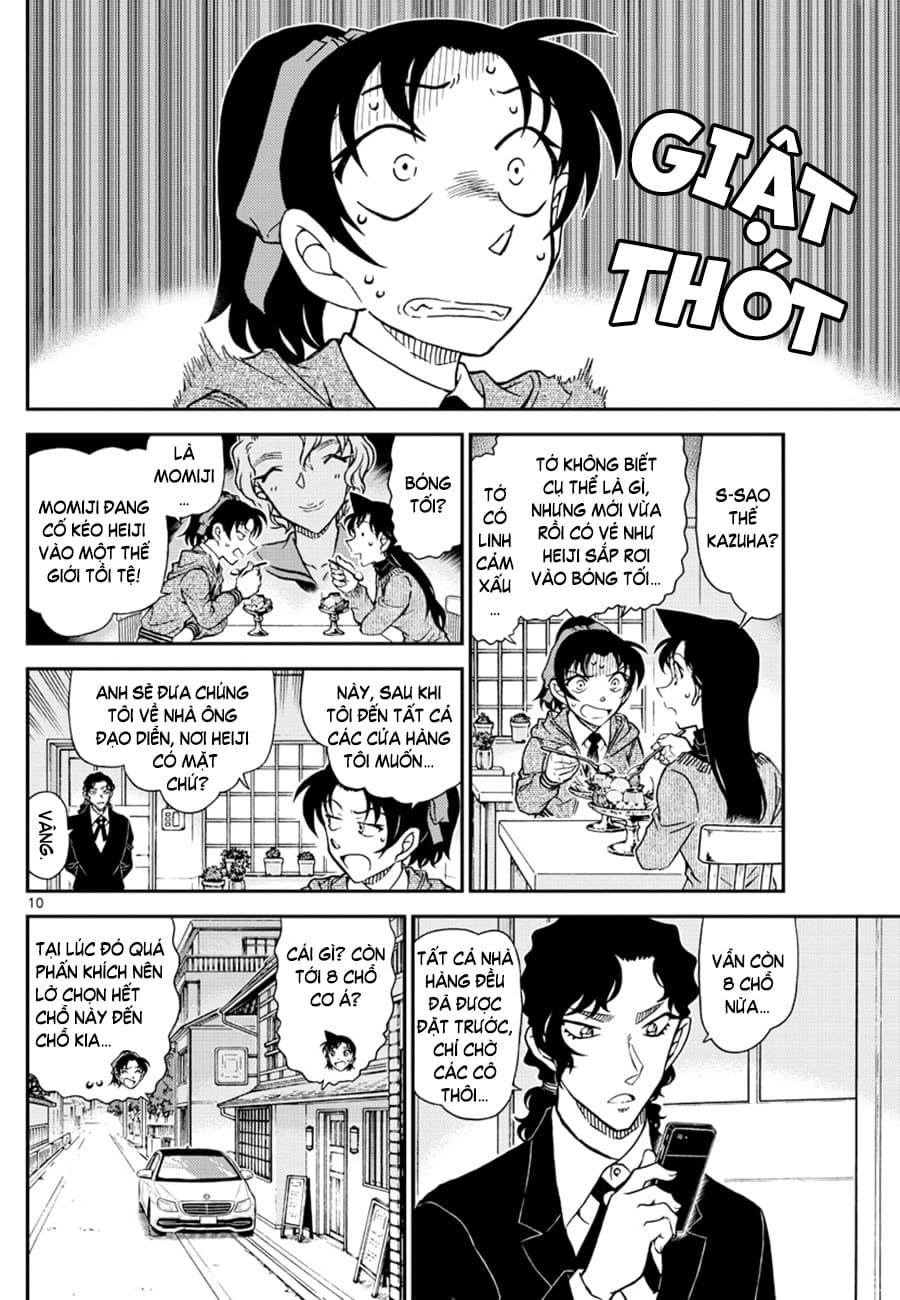 GIẬT
THÓT
S-SAO
THẾ
KAZUHA?
TỚ KHÔNG BIẾT
CỤ THỂ LÀ GÌ,
NHƯNG MỚI VỪA
RỒI CÓ VẺ NHƯ
HEIJI SẮP RƠI
VÀO BÓNG TỐI...
TỚ
CÓ
LINH
CẢM
XẤU
...
BÓNG
TỐI?
LÀ
MOMIJI
...
MOMIJI ĐANG
CỐ KÉO HEIJI
VÀO MỘT THẾ
GIỚI TỒI TỆ!
NÀY, SAU KHI
TÔI ĐẾN TẤT CẢ
CÁC CỬA HÀNG
TÔI MUỐN...
ANH SẼ ĐƯA CHÚNG
TÔI VỀ NHÀ ÔNG
ĐẠO DIỄN, NƠI HEIJI
CÓ MẶT
CHỨ?
VÂNG.
10
VẪN CÒN
8 CHỖ
NỮA...
TẤT CẢ NHÀ
HÀNG ĐỀU
ĐÃ ĐƯỢC
ĐẶT TRƯỚC,
CHỈ CHỜ
CÁC CÔ
THÔI...
CÁI GÌ? CÒN
TỚI 8 CHỖ
CƠ Á?
TẠI LÚC ĐÓ QUÁ
PHẤN KHÍCH NÊN
LỠ CHỌN HẾT
CHỖ NÀY ĐẾN
CHỖ KIA...